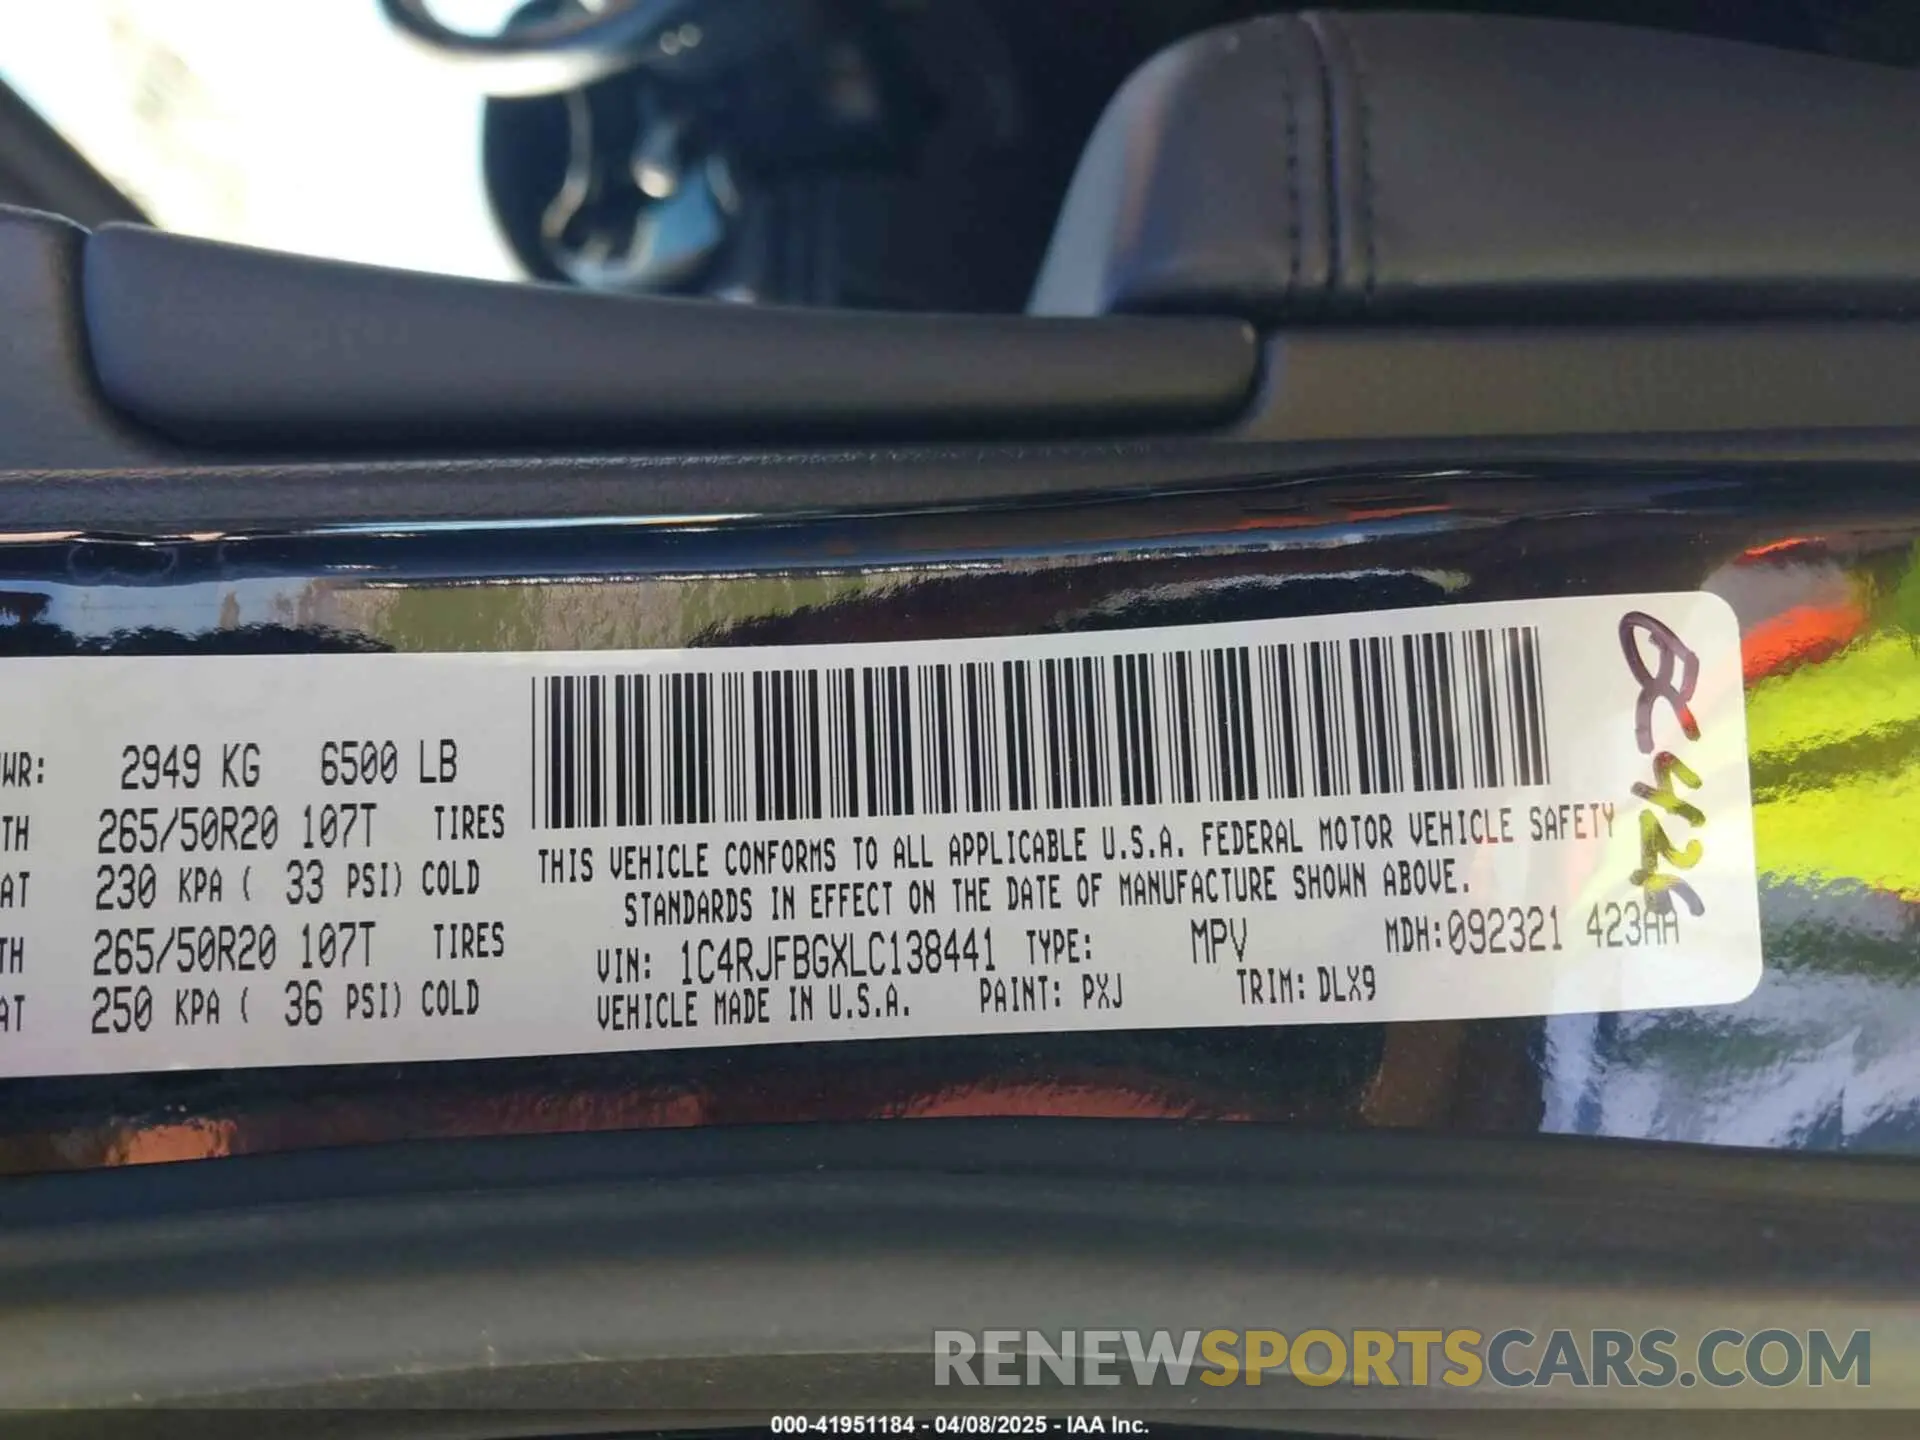 WR: 2949 KG 6500 LB
TH 265/50R20 107T TIRES
AT 230 KPA ( 33 PSI) COLD
TH 265/50R20 107T TIRES
AT 250 KPA ( 36 PSI) COLD
THIS VEHICLE CONFORMS TO ALL APPLICABLE U.S.A. FEDERAL MOTOR VEHICLE SAFETY
STANDARDS IN EFFECT ON THE DATE OF MANUFACTURE SHOWN ABOVE.
VIN: 1C4RJFBGXLC138441 TYPE: MPV MDH:092321 423AA
VEHICLE MADE IN U.S.A. PAINT: PXJ TRIM: DLX9
RENEWSPORTSCARS.COM
000-41951184 - 04/08/2025 - IAA Inc.